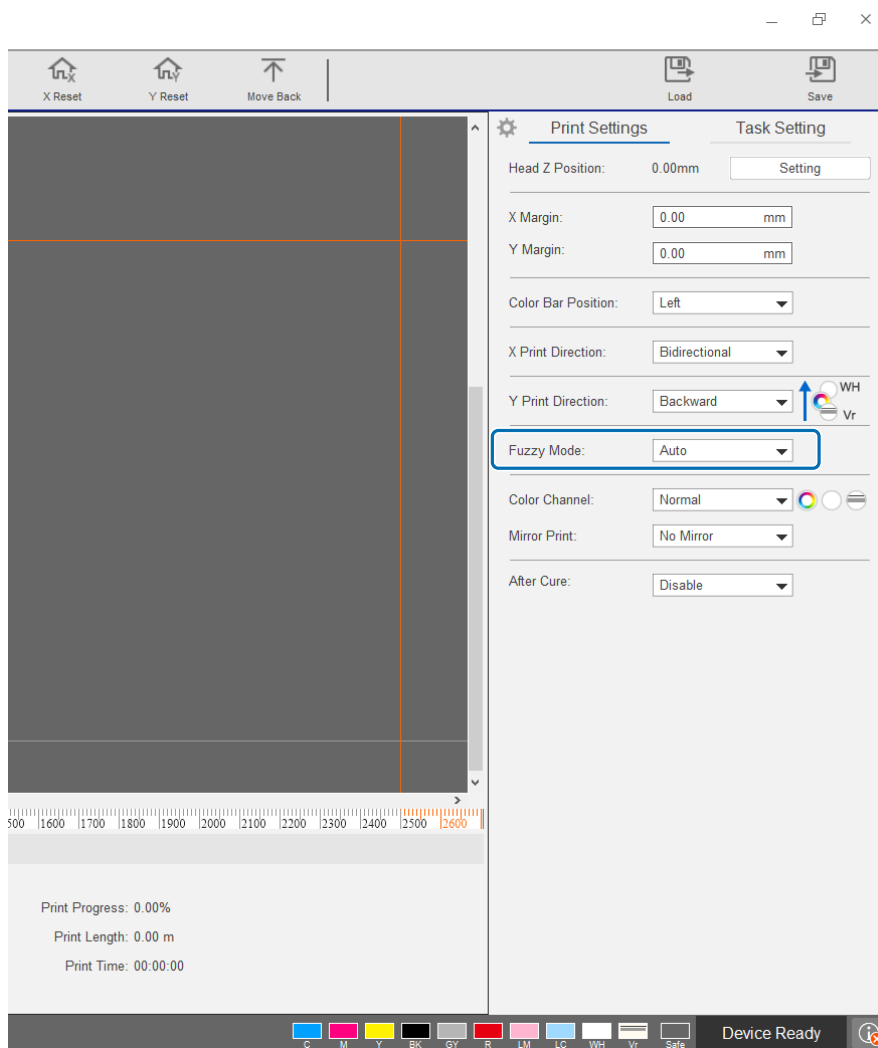 X Reset Y Reset Move Back Load Save
Print Settings Task Setting
Head Z Position: 0.00mm Setting
X Margin: 0.00 mm
Y Margin: 0.00 mm
Color Bar Position: Left
X Print Direction: Bidirectional
Y Print Direction: Backward WH Vr
Fuzzy Mode: Auto
Color Channel: Normal
Mirror Print: No Mirror
After Cure: Disable
500 1600 1700 1800 1900 2000 2100 2200 2300 2400 2500 2600
Print Progress: 0.00%
Print Length: 0.00 m
Print Time: 00:00:00
C M Y BK GY R LM LC WH Vr Safe Device Ready